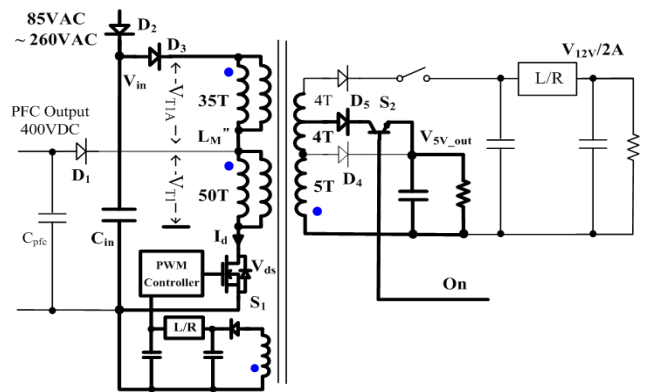 85VAC
~ 260VAC
D2
D3
Vin
-VT1A-
35T
LM”
PFC Output
400VDC
D1
-VT1-
50T
Cpfc
Cin
Id
PWM
Controller
Vds
S1
L/R
4T
D5
S2
4T
V5V_out
5T
D4
L/R
V12V/2A
On